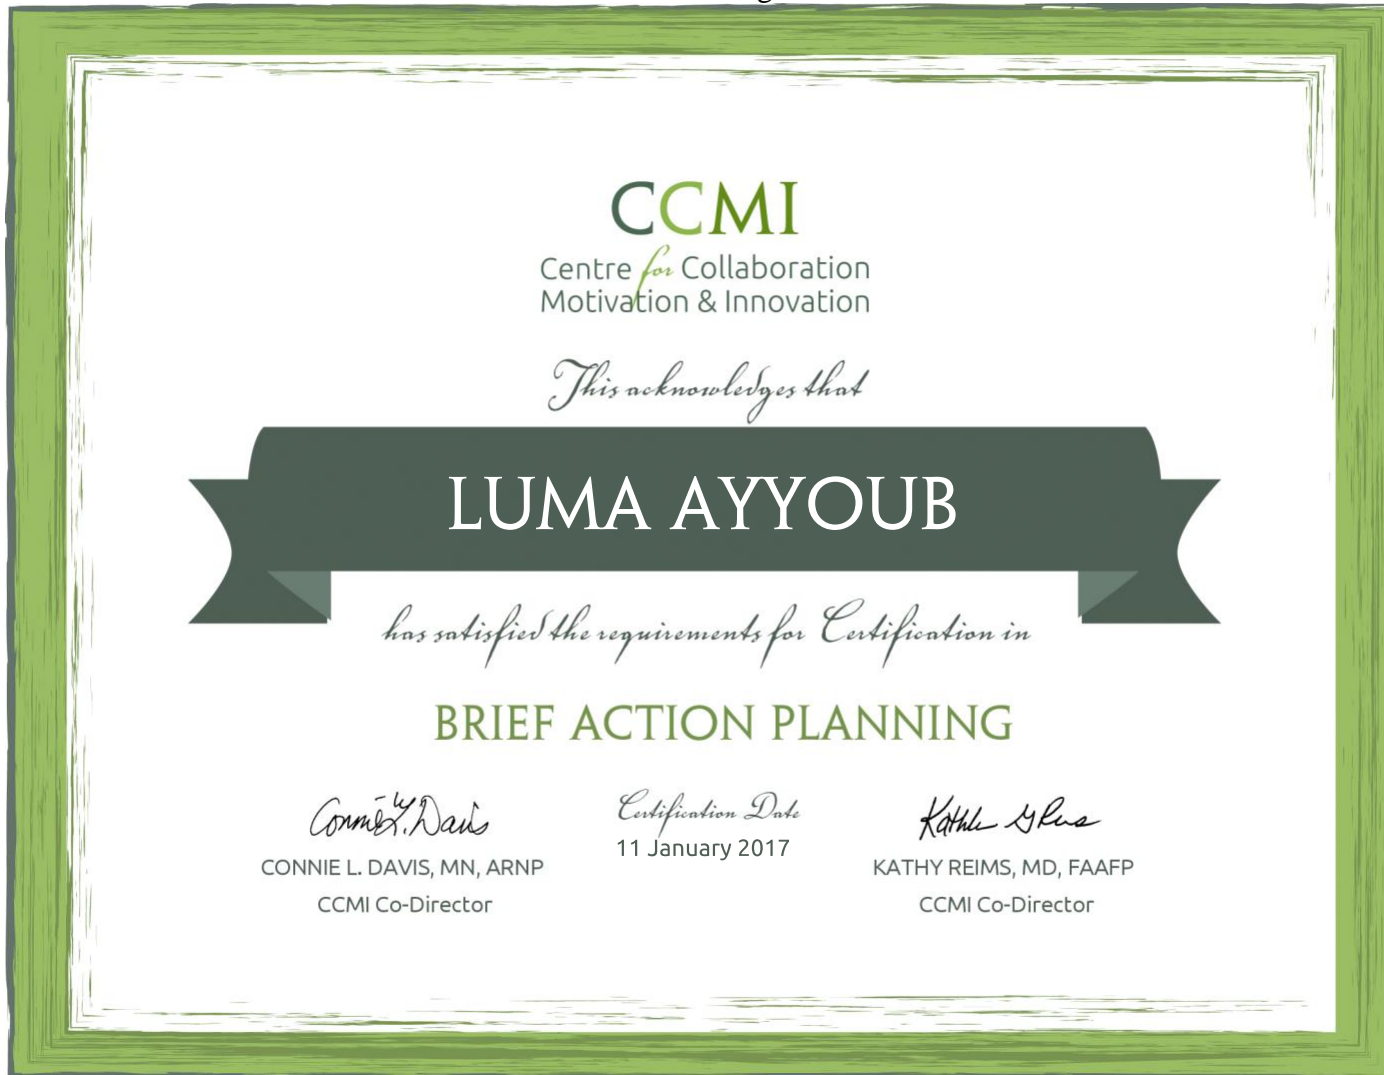 CCMI
Centre for Collaboration
Motivation & Innovation
This acknowledges that
LUMA AYYOUB
has satisfied the requirements for Certification in
BRIEF ACTION PLANNING
Connie L. Davis
Certification Date
11 January 2017
CONNIE L. DAVIS, MN, ARNP
CCMI Co-Director
KATHY REIMS, MD, FAAFP
CCMI Co-Director